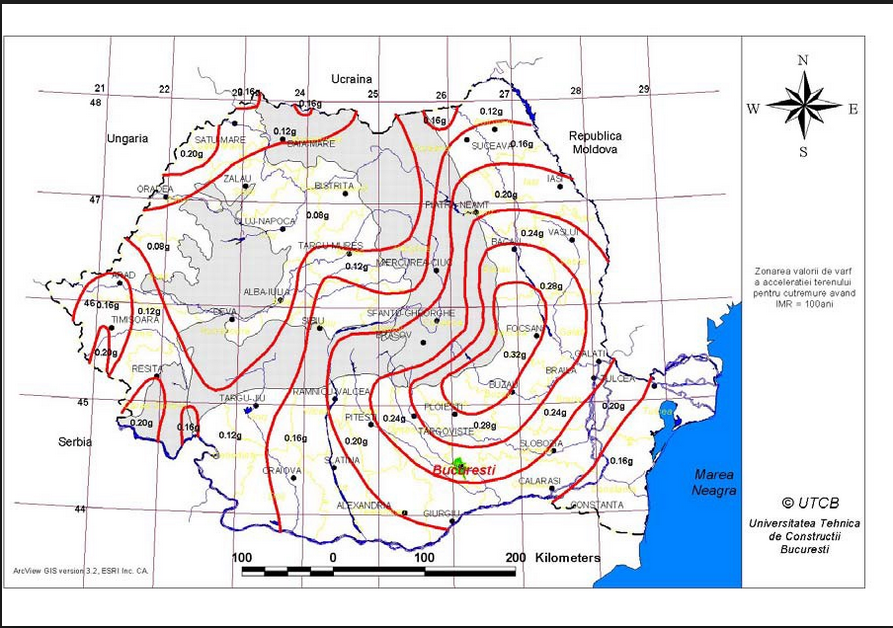 Ucraina
21
22
23
0.16g
24
25
26
27
28
29
48
0.16g
0.16g
0.12g
N
W
E
S
Ungaria
SATU-MARE
0.12g
BAIA-MARE
SUCEAVA
0.16g
Republica
Moldova
0.20g
ORADEA
ZALAU
BISTRITA
IASI
47
0.20g
PIATRA-NEAMT
CLUJ-NAPOCA
0.08g
0.24g
VASLUI
BACAU
0.08g
TARGU-MURES
0.12g
MERCUREA-CIUC
ARAD
Zonarea valorii de varf
a acceleratiei terenului
pentru cutremure avand
IMR = 100ani
ALBA-IULIA
0.28g
46
0.16g
0.12g
DEVA
TIMISOARA
SIBIU
SFANTU-GHEORGHE
FOCSANI
BRASOV
0.20g
0.32g
GALATI
RESITA
BRAILA
TULCEA
BUZAU
45
TARGU-JIU
RAMNICU-VALCEA
PLOIESTI
0.24g
0.20g
PITESTI
0.24g
0.20g
0.16g
0.28g
TARGOVISTE
Serbia
0.12g
0.16g
0.20g
SLOBOZIA
SLATINA
0.16g
CRAIOVA
Bucuresti
CALARASI
Marea
Neagra
44
ALEXANDRIA
GIURGIU
CONSTANTA
© UTCB
Universitatea Tehnica
de Constructii
Bucuresti
100
0
100
200
Kilometers
ArcView GIS version 3.2, ESRI Inc. CA.